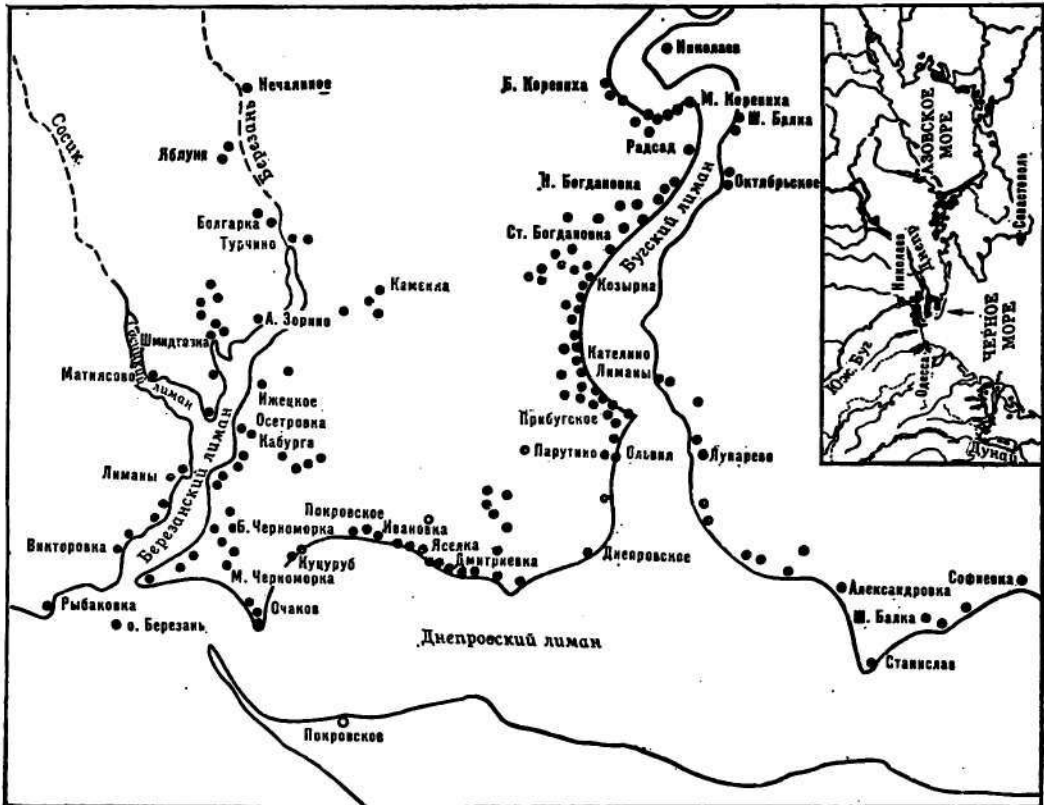 Николаев
Нечаянное
Б. Корениха
М. Корениха
Ш. Балка
Сосик.
Березань
Яблуня
Радсад
Октябрьское
Н. Богдановка
Болгарка
Турчино
Ст. Богдановка
Бугский лиман
Козырка
А. Зорино
Шмидтовка
Кателино
Лиманы
Матиясово
лиман
Ижецкое
Осетровка
Кабурга
Прибугское
Парутино
Ольвия
Лупарево
Лиманы
Березанский лиман
Покровское
Ивановка
Б. Черноморка
Яселка
Викторовка
Куцуруб
Дмитриевка
Днепровское
М. Черноморка
Софиевка
Александровка
Рыбаковка
Очаков
о. Березань
Ш. Балка
Днепровский лиман
Станислав
Покровское
АЗОВСКОЕ
МОРЕ
Севастополь
Днепр
Николаев
ЧЕРНОЕ
МОРЕ
Юж. Буг
Одесса
Дунай